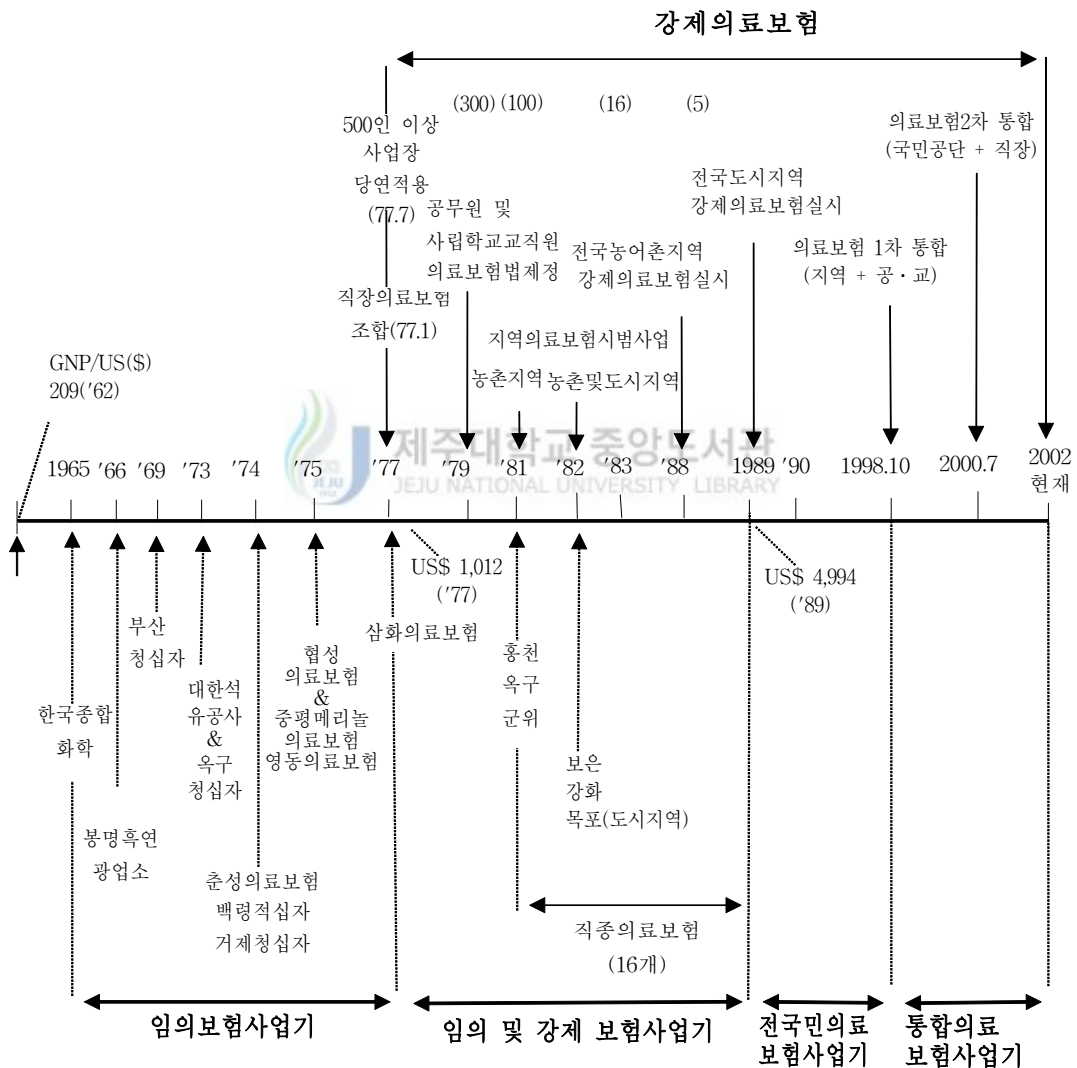 강제의료보험
(300) (100) (16) (5)
500인 이상
사업장
당연적용
(77.7)
공무원 및
사립학교교직원
의료보험법제정
전국농어촌지역
강제의료보험실시
전국도시지역
강제의료보험실시
의료보험2차 통합
(국민공단 + 직장)
의료보험 1차 통합
(지역 + 공·교)
직장의료보험
조합(77.1)
지역의료보험시범사업
농촌지역 농촌및도시지역
GNP/US($)
209('62)
제주대학교 중앙도서관
JEJU NATIONAL UNIVERSITY LIBRARY
JEJU
1952
1965 '66 '69 '73 '74 '75 '77 '79 '81 '82 '83 '88 1989 '90 1998.10 2000.7 2002
현재
US$ 1,012
('77)
US$ 4,994
('89)
부산
청십자
삼화의료보험
한국종합
화학
대한석
유공사
&
옥구
청십자
협성
의료보험
&
중평메리놀
의료보험
영동의료보험
홍천
옥구
군위
보은
강화
목포(도시지역)
봉명흑연
광업소
춘성의료보험
백령적십자
거제청십자
직종의료보험
(16개)
임의보험사업기
임의 및 강제 보험사업기
전국민의료
보험사업기
통합의료
보험사업기